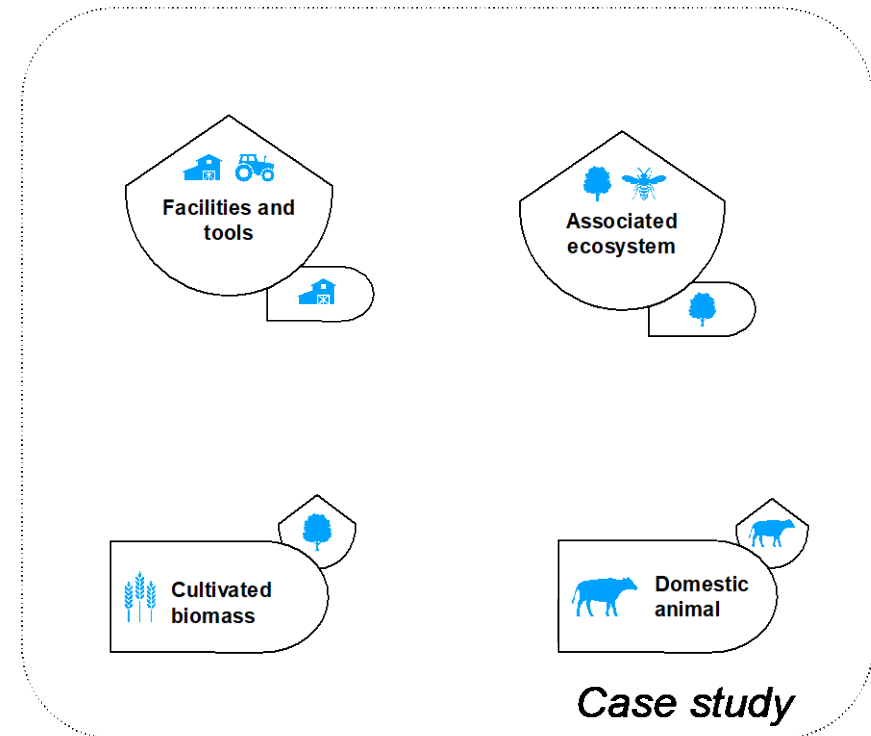 Facilities and
tools
Associated
ecosystem
Cultivated
biomass
Domestic
animal
Case study